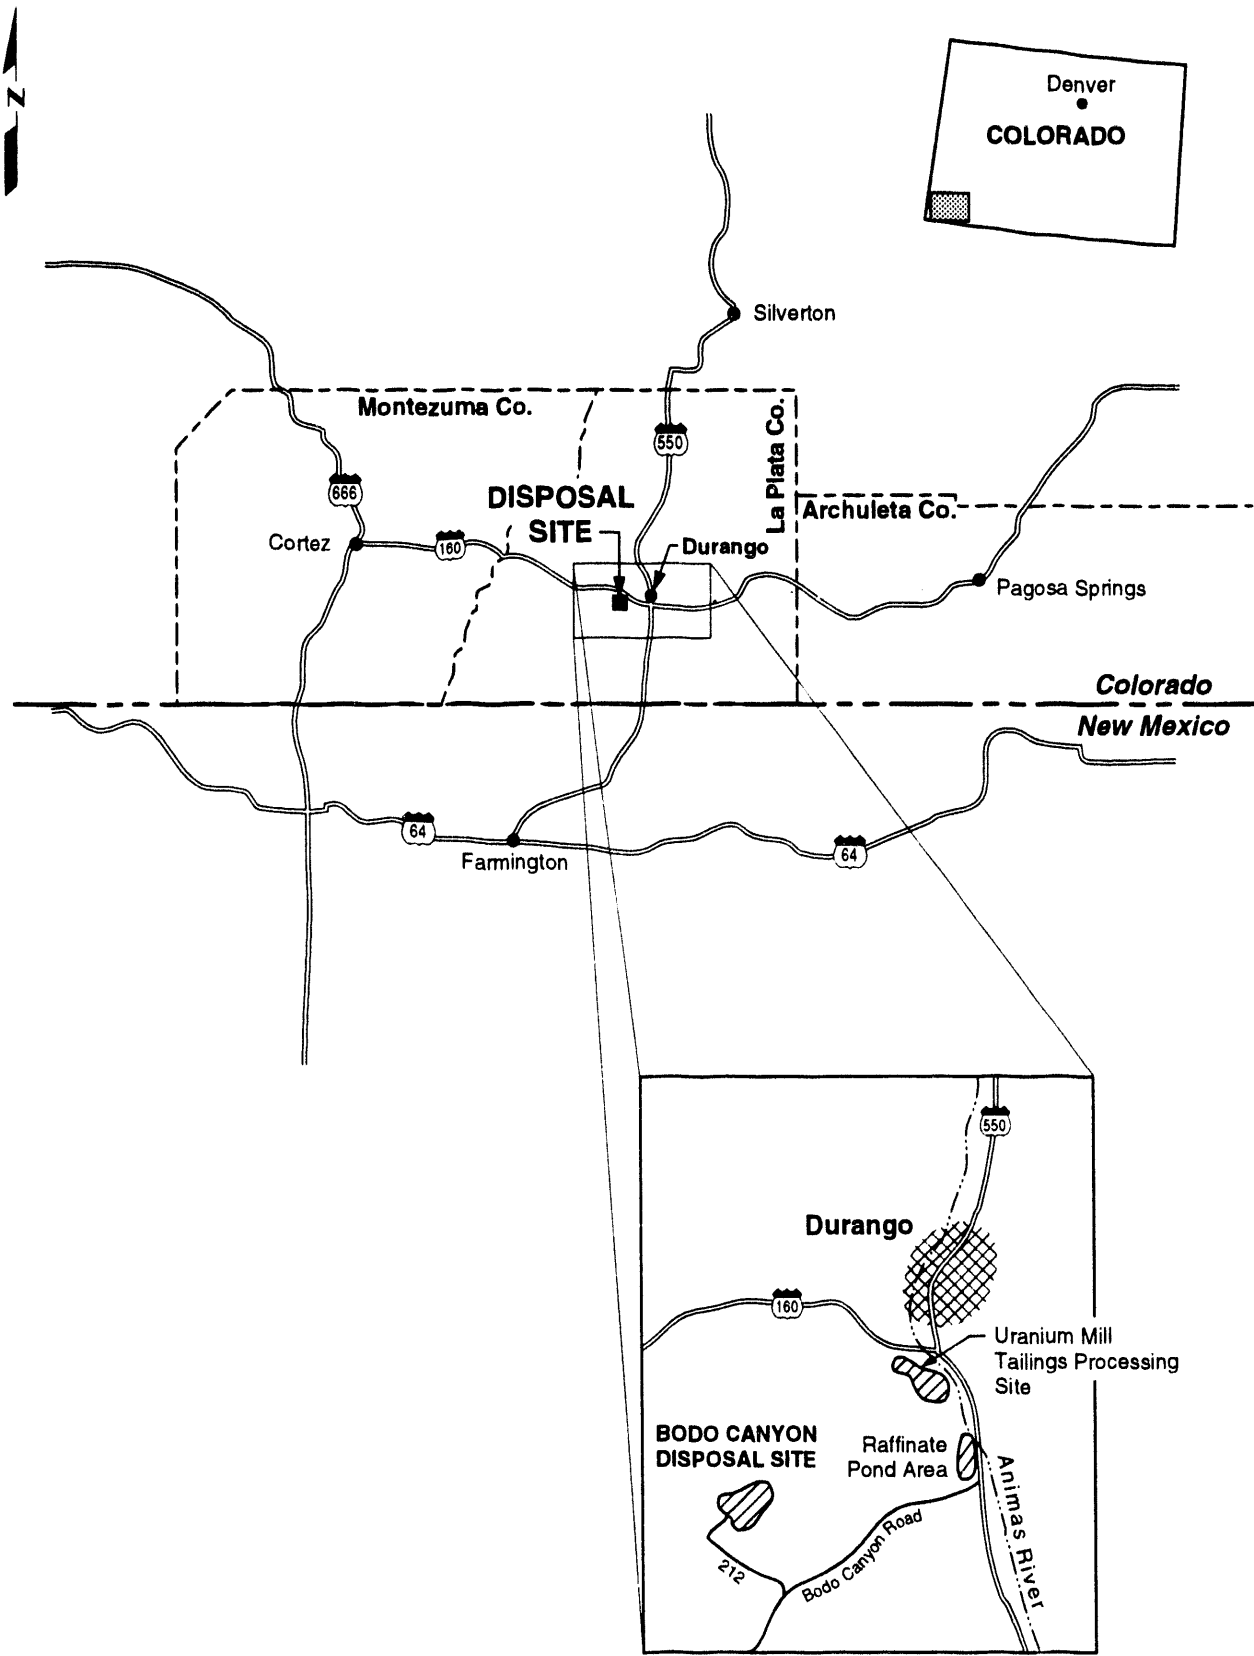 N
Denver
COLORADO
Silverton
Montezuma Co.
La Plata Co.
550
666
DISPOSAL
SITE
Archuleta Co.
Cortez
160
Durango
Pagosa Springs
Colorado
New Mexico
64
64
Farmington
550
Durango
160
Uranium Mill
Tailings Processing
Site
BODO CANYON
DISPOSAL SITE
Raffinate
Pond Area
Animas River
Bodo Canyon Road
212